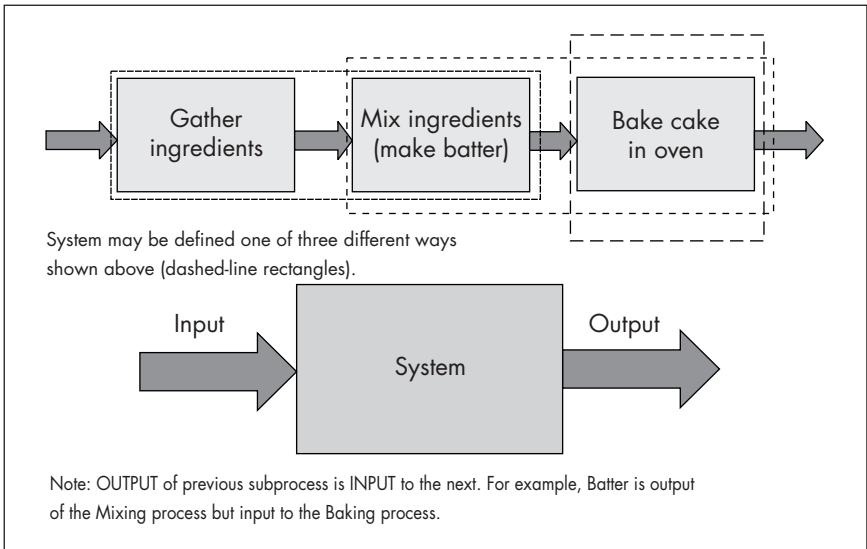 Gather
ingredients
Mix ingredients
(make batter)
Bake cake
in oven
System may be defined one of three different ways
shown above (dashed-line rectangles).
Input
System
Output
Note: OUTPUT of previous subprocess is INPUT to the next. For example, Batter is output
of the Mixing process but input to the Baking process.